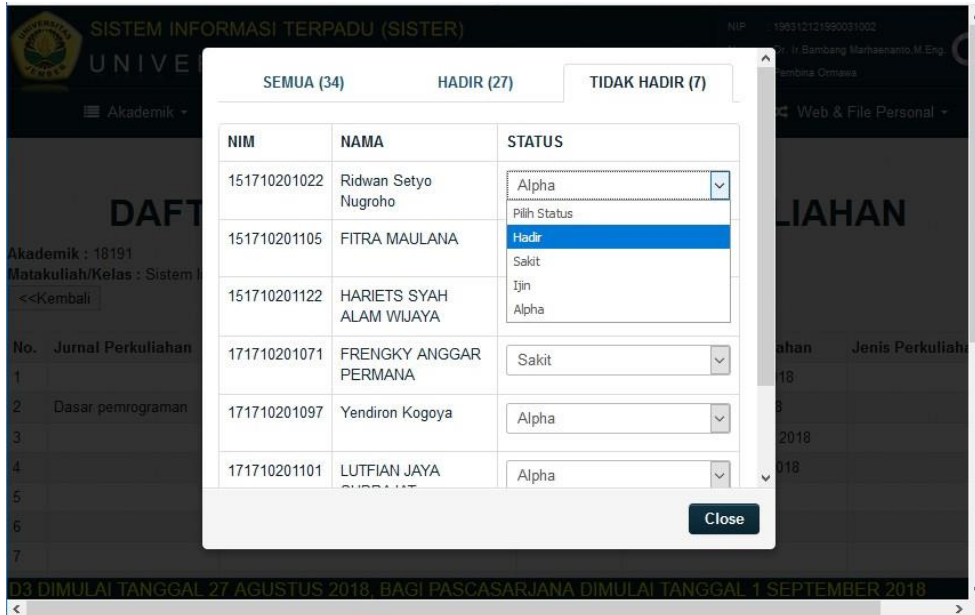 SISTEM INFORMASI TERPADU (SISTER)
NIP : 196312121990031002
UNIVE
Dr. Ir.Bambang Marhaenanto,M.Eng.
Pembina Ormawa
Akademik
Web & File Personal
SEMUA (34) HADIR (27) TIDAK HADIR (7)
NIM NAMA STATUS
151710201022 Ridwan Setyo Nugroho Alpha
Pilih Status
Hadir
Sakit
Ijin
Alpha
151710201105 FITRA MAULANA
151710201122 HARIETS SYAH ALAM WIJAYA
171710201071 FRENGKY ANGGAR PERMANA Sakit
171710201097 Yendiron Kogoya Alpha
171710201101 LUTFIAN JAYA Alpha
Close
DAFT LIAHAN
Akademik : 18191
Matakuliah/Kelas : Sistem
<<Kembali
No. Jurnal Perkuliahan ahan Jenis Perkuliaha
1 18
2 Dasar pemrograman 8
3 2018
4 018
5
6
7
D3 DIMULAI TANGGAL 27 AGUSTUS 2018, BAGI PASCASARJANA DIMULAI TANGGAL 1 SEPTEMBER 2018